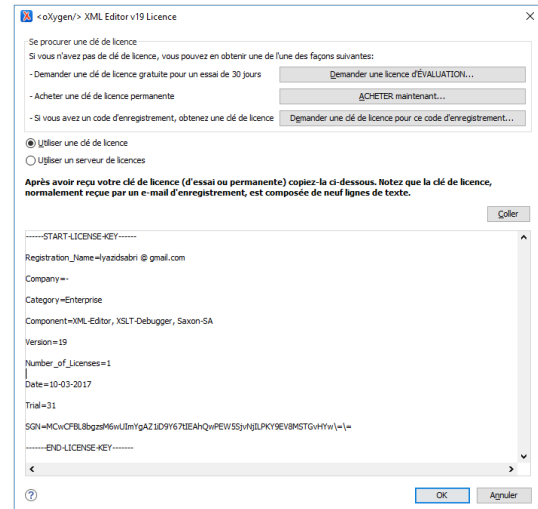 <oXygen/> XML Editor v19 Licence
Se procurer une clé de licence
Si vous n'avez pas de clé de licence, vous pouvez en obtenir une de l'une des façons suivantes:
- Demander une clé de licence gratuite pour un essai de 30 jours
Demander une licence d'ÉVALUATION...
- Acheter une clé de licence permanente
ACHETER maintenant...
- Si vous avez un code d'enregistrement, obtenez une clé de licence
Demander une clé de licence pour ce code d'enregistrement...
Utiliser une clé de licence
Utiliser un serveur de licences
Après avoir reçu votre clé de licence (d'essai ou permanente) copiez-la ci-dessous. Notez que la clé de licence,
normalement reçue par un e-mail d'enregistrement, est composée de neuf lignes de texte.
Coller
------START-LICENSE-KEY------
Registration_Name=lyazidsabri @ gmail.com
Company=-
Category=Enterprise
Component=XML-Editor, XSLT-Debugger, Saxon-SA
Version=19
Number_of_Licenses=1
Date=10-03-2017
Trial=31
-------END-LICENSE-KEY-------
OK
Annuler